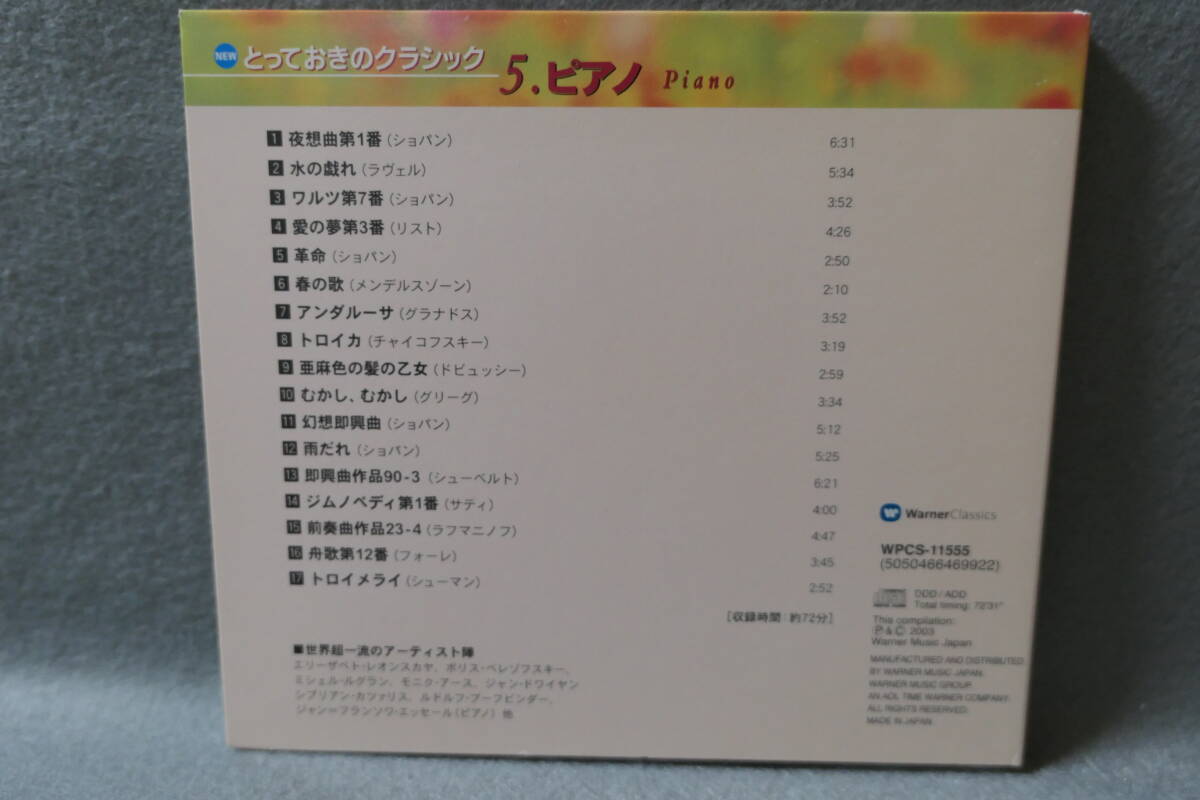 NEW とっておきのクラシック 5.ピアノ Piano
1 夜想曲第1番 (ショパン) 6:31
2 水の戯れ (ラヴェル) 5:34
3 ワルツ第7番 (ショパン) 3:52
4 愛の夢第3番 (リスト) 4:26
5 革命 (ショパン) 2:50
6 春の歌 (メンデルスゾーン) 2:10
7 アンダルーサ (グラナドス) 3:52
8 トロイカ (チャイコフスキー) 3:19
9 亜麻色の髪の乙女 (ドビュッシー) 2:59
10 むかし、むかし (グリーグ) 3:34
11 幻想即興曲 (ショパン) 5:12
12 雨だれ (ショパン) 5:25
13 即興曲作品90-3 (シューベルト) 6:21
14 ジムノペディ第1番 (サティ) 4:00
15 前奏曲作品23-4 (ラフマニノフ) 4:47
16 舟歌第12番 (フォーレ) 3:45
17 トロイメライ (シューマン) 2:52
[収録時間:約72分]
■世界超一流のアーティスト陣
エリーザベト・レオンスカヤ、ボリス・ベレゾフスキー、
ミシェル・ルグラン、モニク・アース、ジャン・ドワイヤン
シプリアン・カツァリス、ルドルフ・ブーフビンダー、
ジャン=フランソワ・エッセール(ピアノ) 他
WarnerClassics
WPCS-11555
(5050466469922)
DDD/ADD
Total timing: 72'31"
This compilation:
Ⓟ&© 2003
Warner Music Japan
MANUFACTURED AND DISTRIBUTED
BY WARNER MUSIC JAPAN.
WARNER MUSIC GROUP.
AN AOL TIME WARNER COMPANY.
ALL RIGHTS RESERVED.
MADE IN JAPAN.